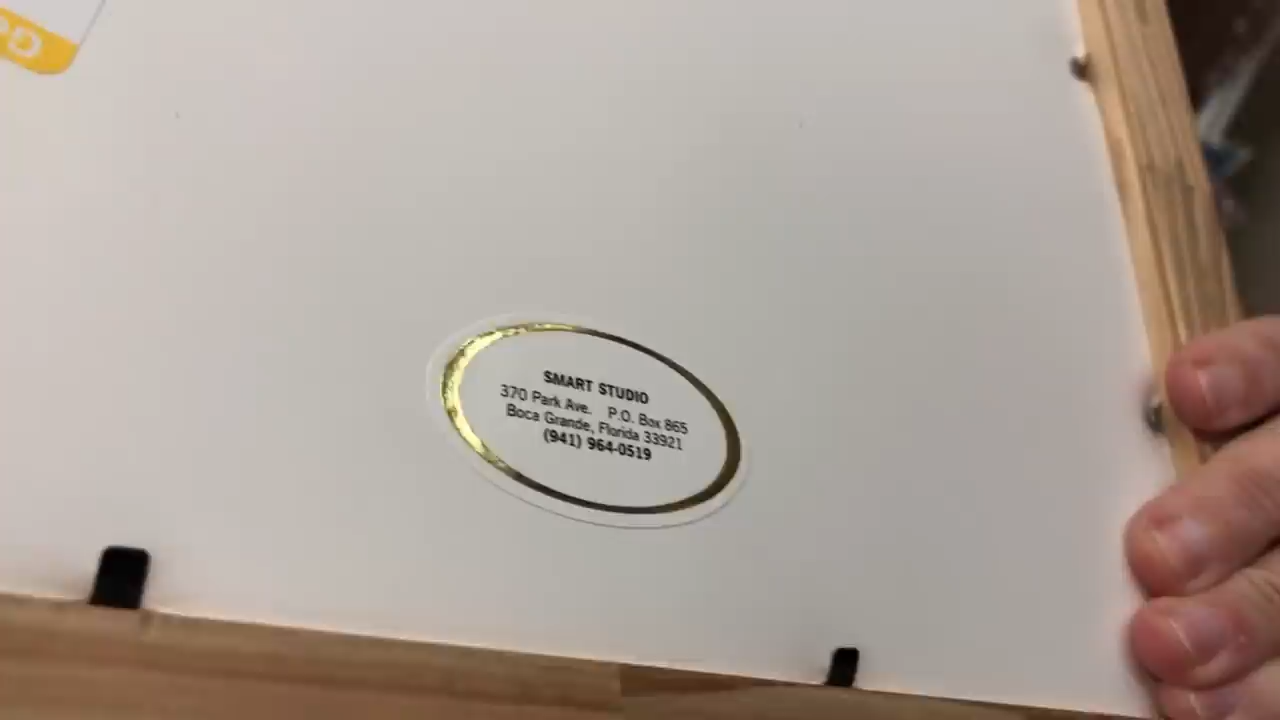 SMART STUDIO
370 Park Ave. P.O. Box 865
Boca Grande, Florida 33921
(941) 964-0519